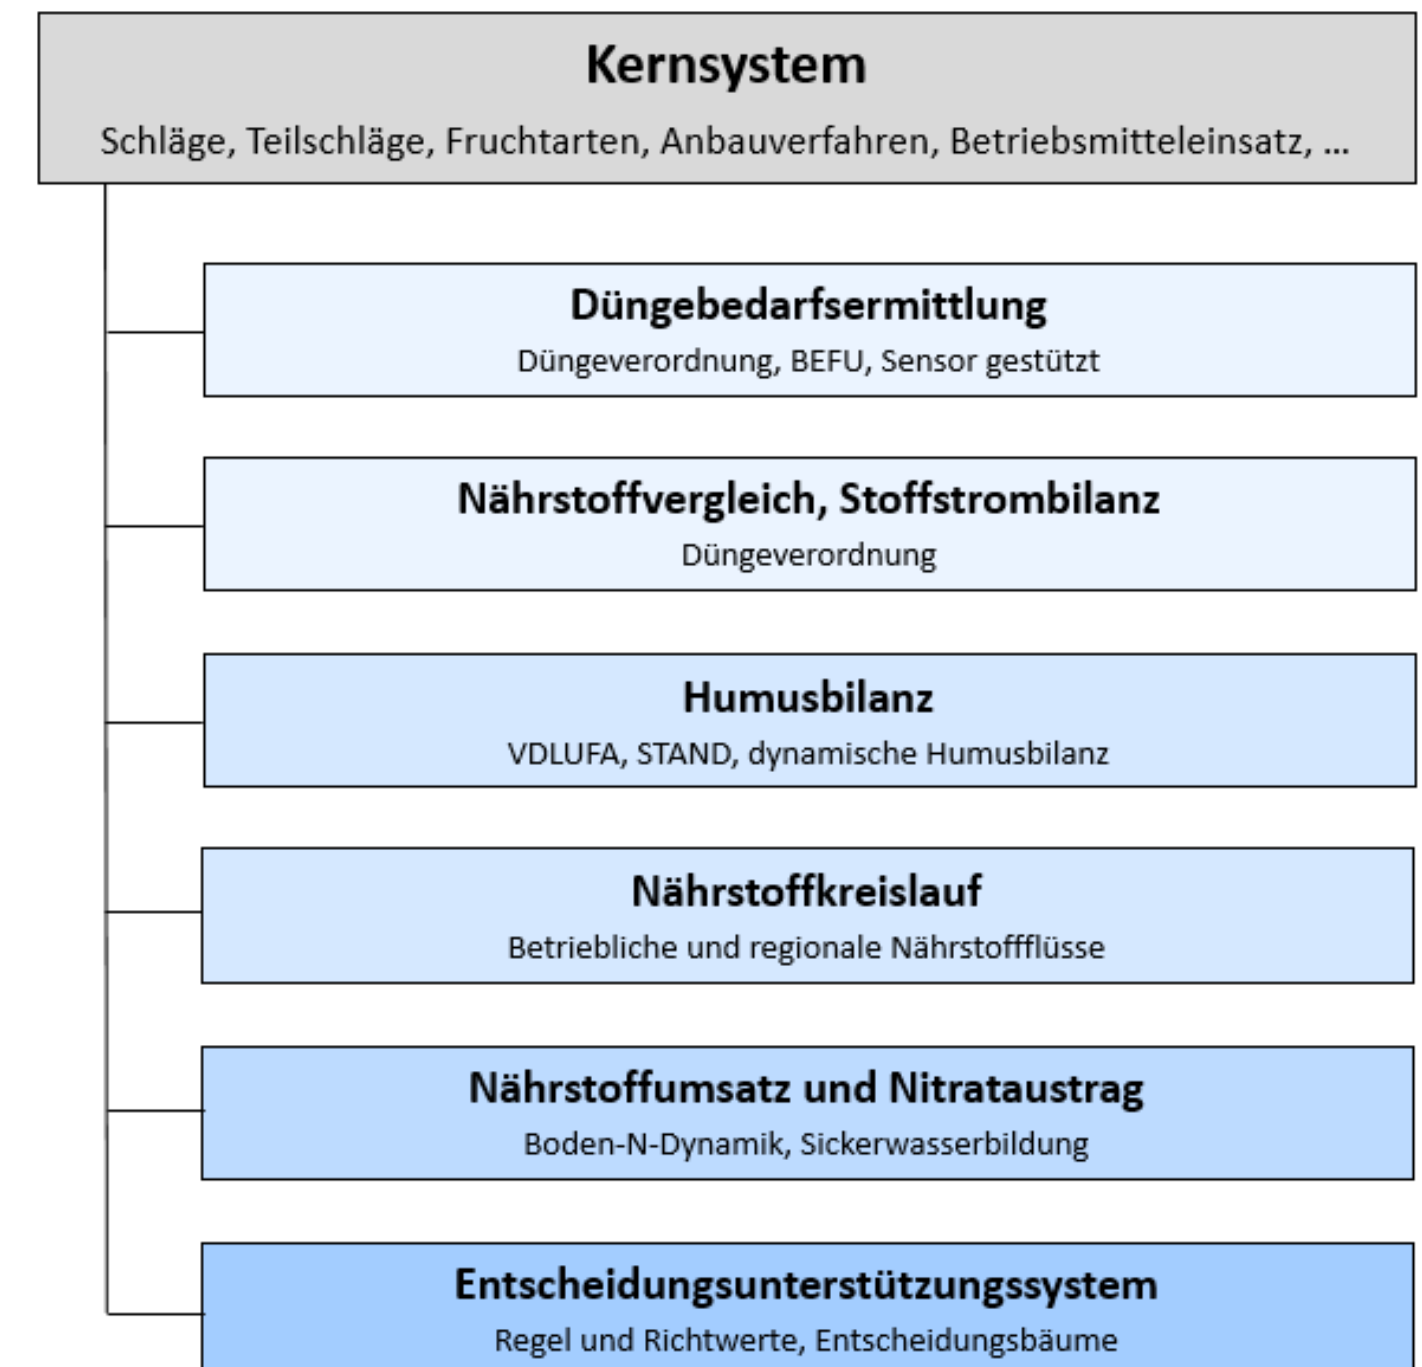 Kernsystem
Schläge, Teilschläge, Fruchtarten, Anbauverfahren, Betriebsmitteleinsatz, ...
Düngebedarfsermittlung
Düngeverordnung, BEFU, Sensor gestützt
Nährstoffvergleich, Stoffstrombilanz
Düngeverordnung
Humusbilanz
VDLUFA, STAND, dynamische Humusbilanz
Nährstoffkreislauf
Betriebliche und regionale Nährstoffflüsse
Nährstoffumsatz und Nitrataustrag
Boden-N-Dynamik, Sickerwasserbildung
Entscheidungsunterstützungssystem
Regel und Richtwerte, Entscheidungsbäume